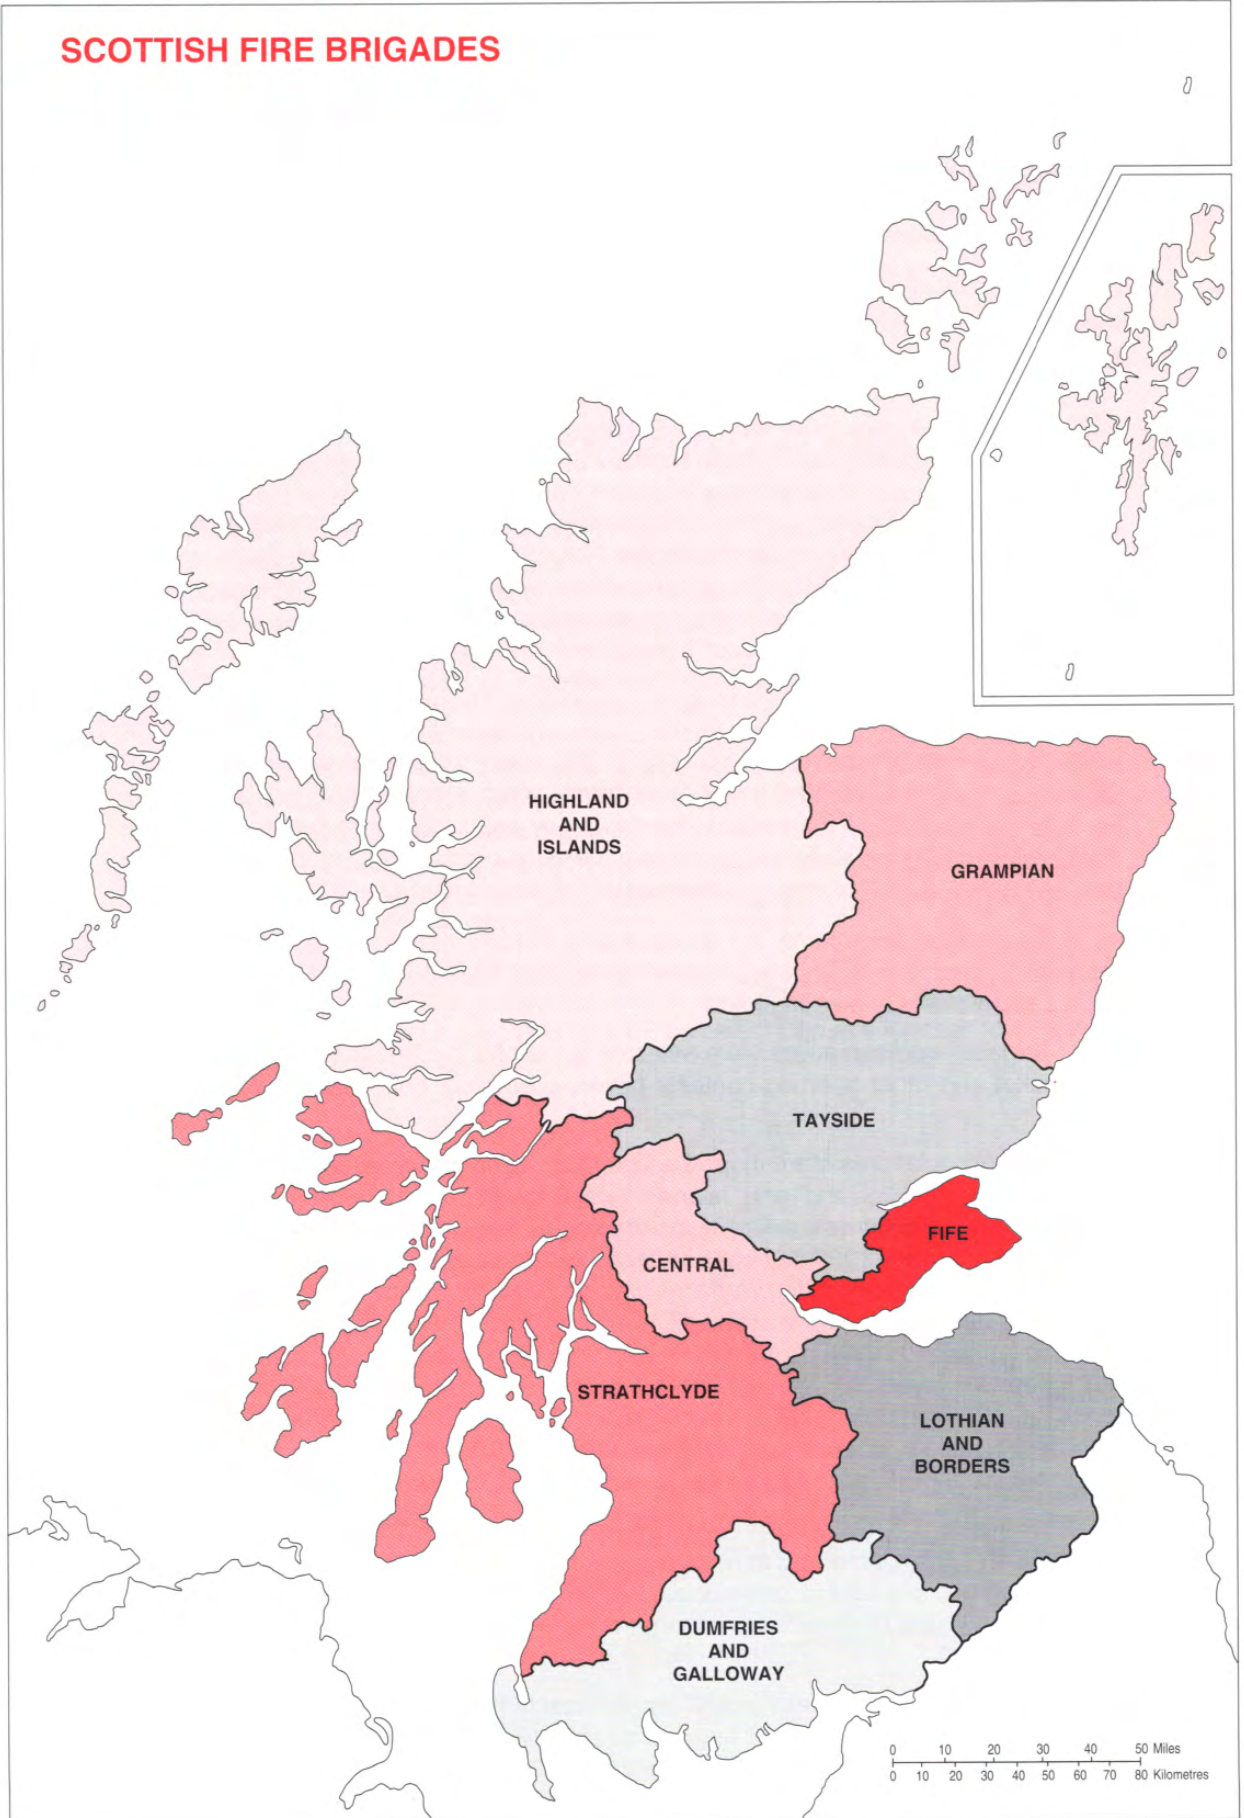 SCOTTISH FIRE BRIGADES
HIGHLAND
AND
ISLANDS
GRAMPIAN
TAYSIDE
FIFE
CENTRAL
STRATHCLYDE
LOTHIAN
AND
BORDERS
DUMFRIES
AND
GALLOWAY
0 10 20 30 40 50 Miles
0 10 20 30 40 50 60 70 80 Kilometres